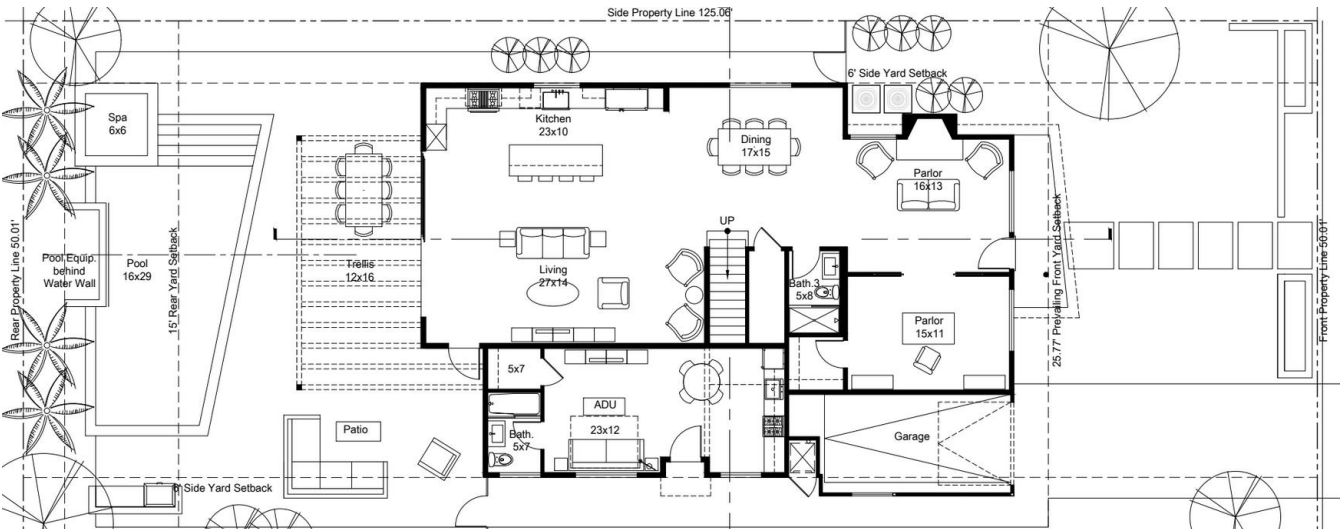 Side Property Line 125.06'
6' Side Yard Setback
Spa
6x6
Kitchen
23x10
Dining
17x15
Parlor
16x13
UP
Rear Property Line 50.01'
Pool Equip.
behind
Water Wall
Pool
16x29
15' Rear Yard Setback
Trellis
12x16
Living
27x14
Bath.3
5x8
Parlor
15x11
25.77' Prevailing Front Yard Setback
Front Property Line 50.01'
5x7
ADU
23x12
Bath.
5x7
Patio
Garage
6' Side Yard Setback